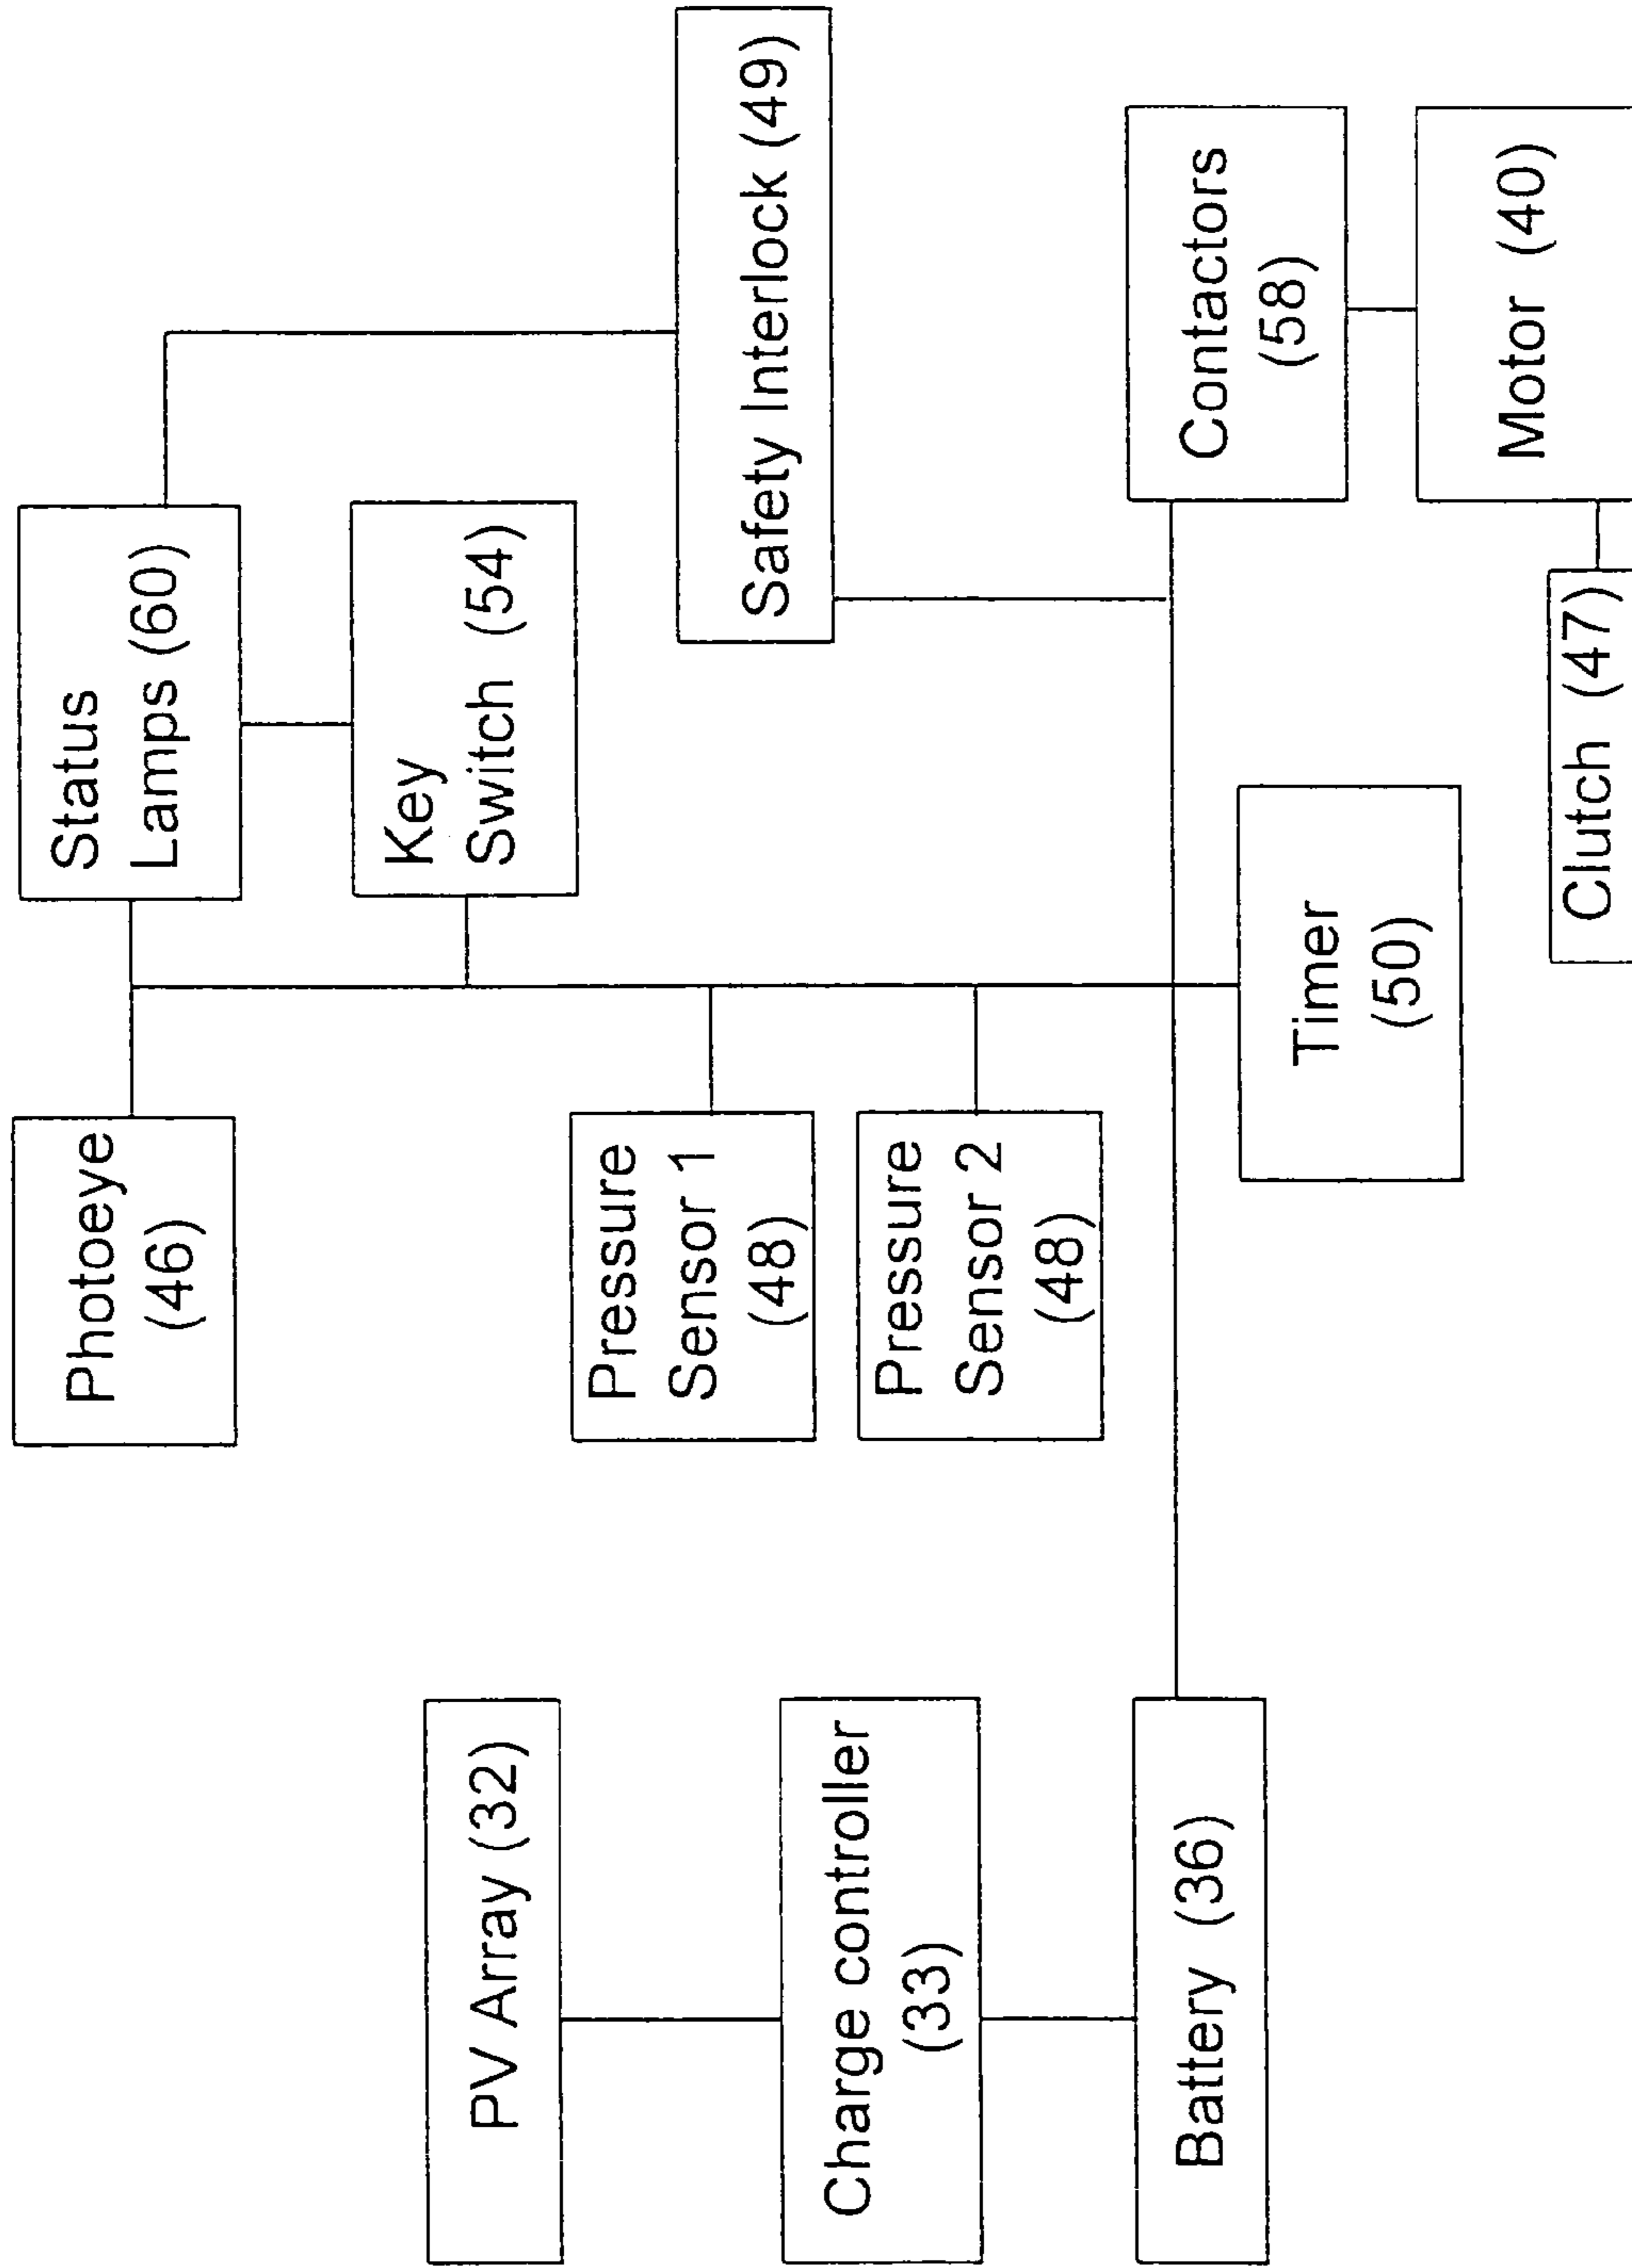 PV Array (32)
Charge controller
(33)
Battery (36)
Photoeye
(46)
Pressure
Sensor 1
(48)
Pressure
Sensor 2
(48)
Timer
(50)
Status
Lamps (60)
Key
Switch (54)
Safety Interlock (49)
Contactors
(58)
Motor (40)
Clutch (47)